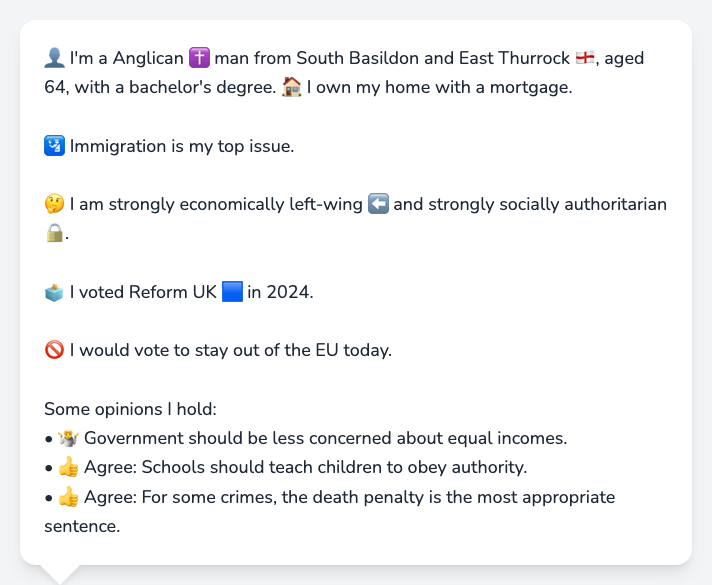 👤 I'm a Anglican ✝️ man from South Basildon and East Thurrock 🏴󠁧󠁢󠁥󠁮󠁧󠁿, aged
64, with a bachelor's degree. 🏠 I own my home with a mortgage.
🛂 Immigration is my top issue.
🤔 I am strongly economically left-wing ⬅️ and strongly socially authoritarian
🔒.
🗳️ I voted Reform UK 🟦 in 2024.
🚫 I would vote to stay out of the EU today.
Some opinions I hold:
• 🤷 Government should be less concerned about equal incomes.
• 👍 Agree: Schools should teach children to obey authority.
• 👍 Agree: For some crimes, the death penalty is the most appropriate
sentence.